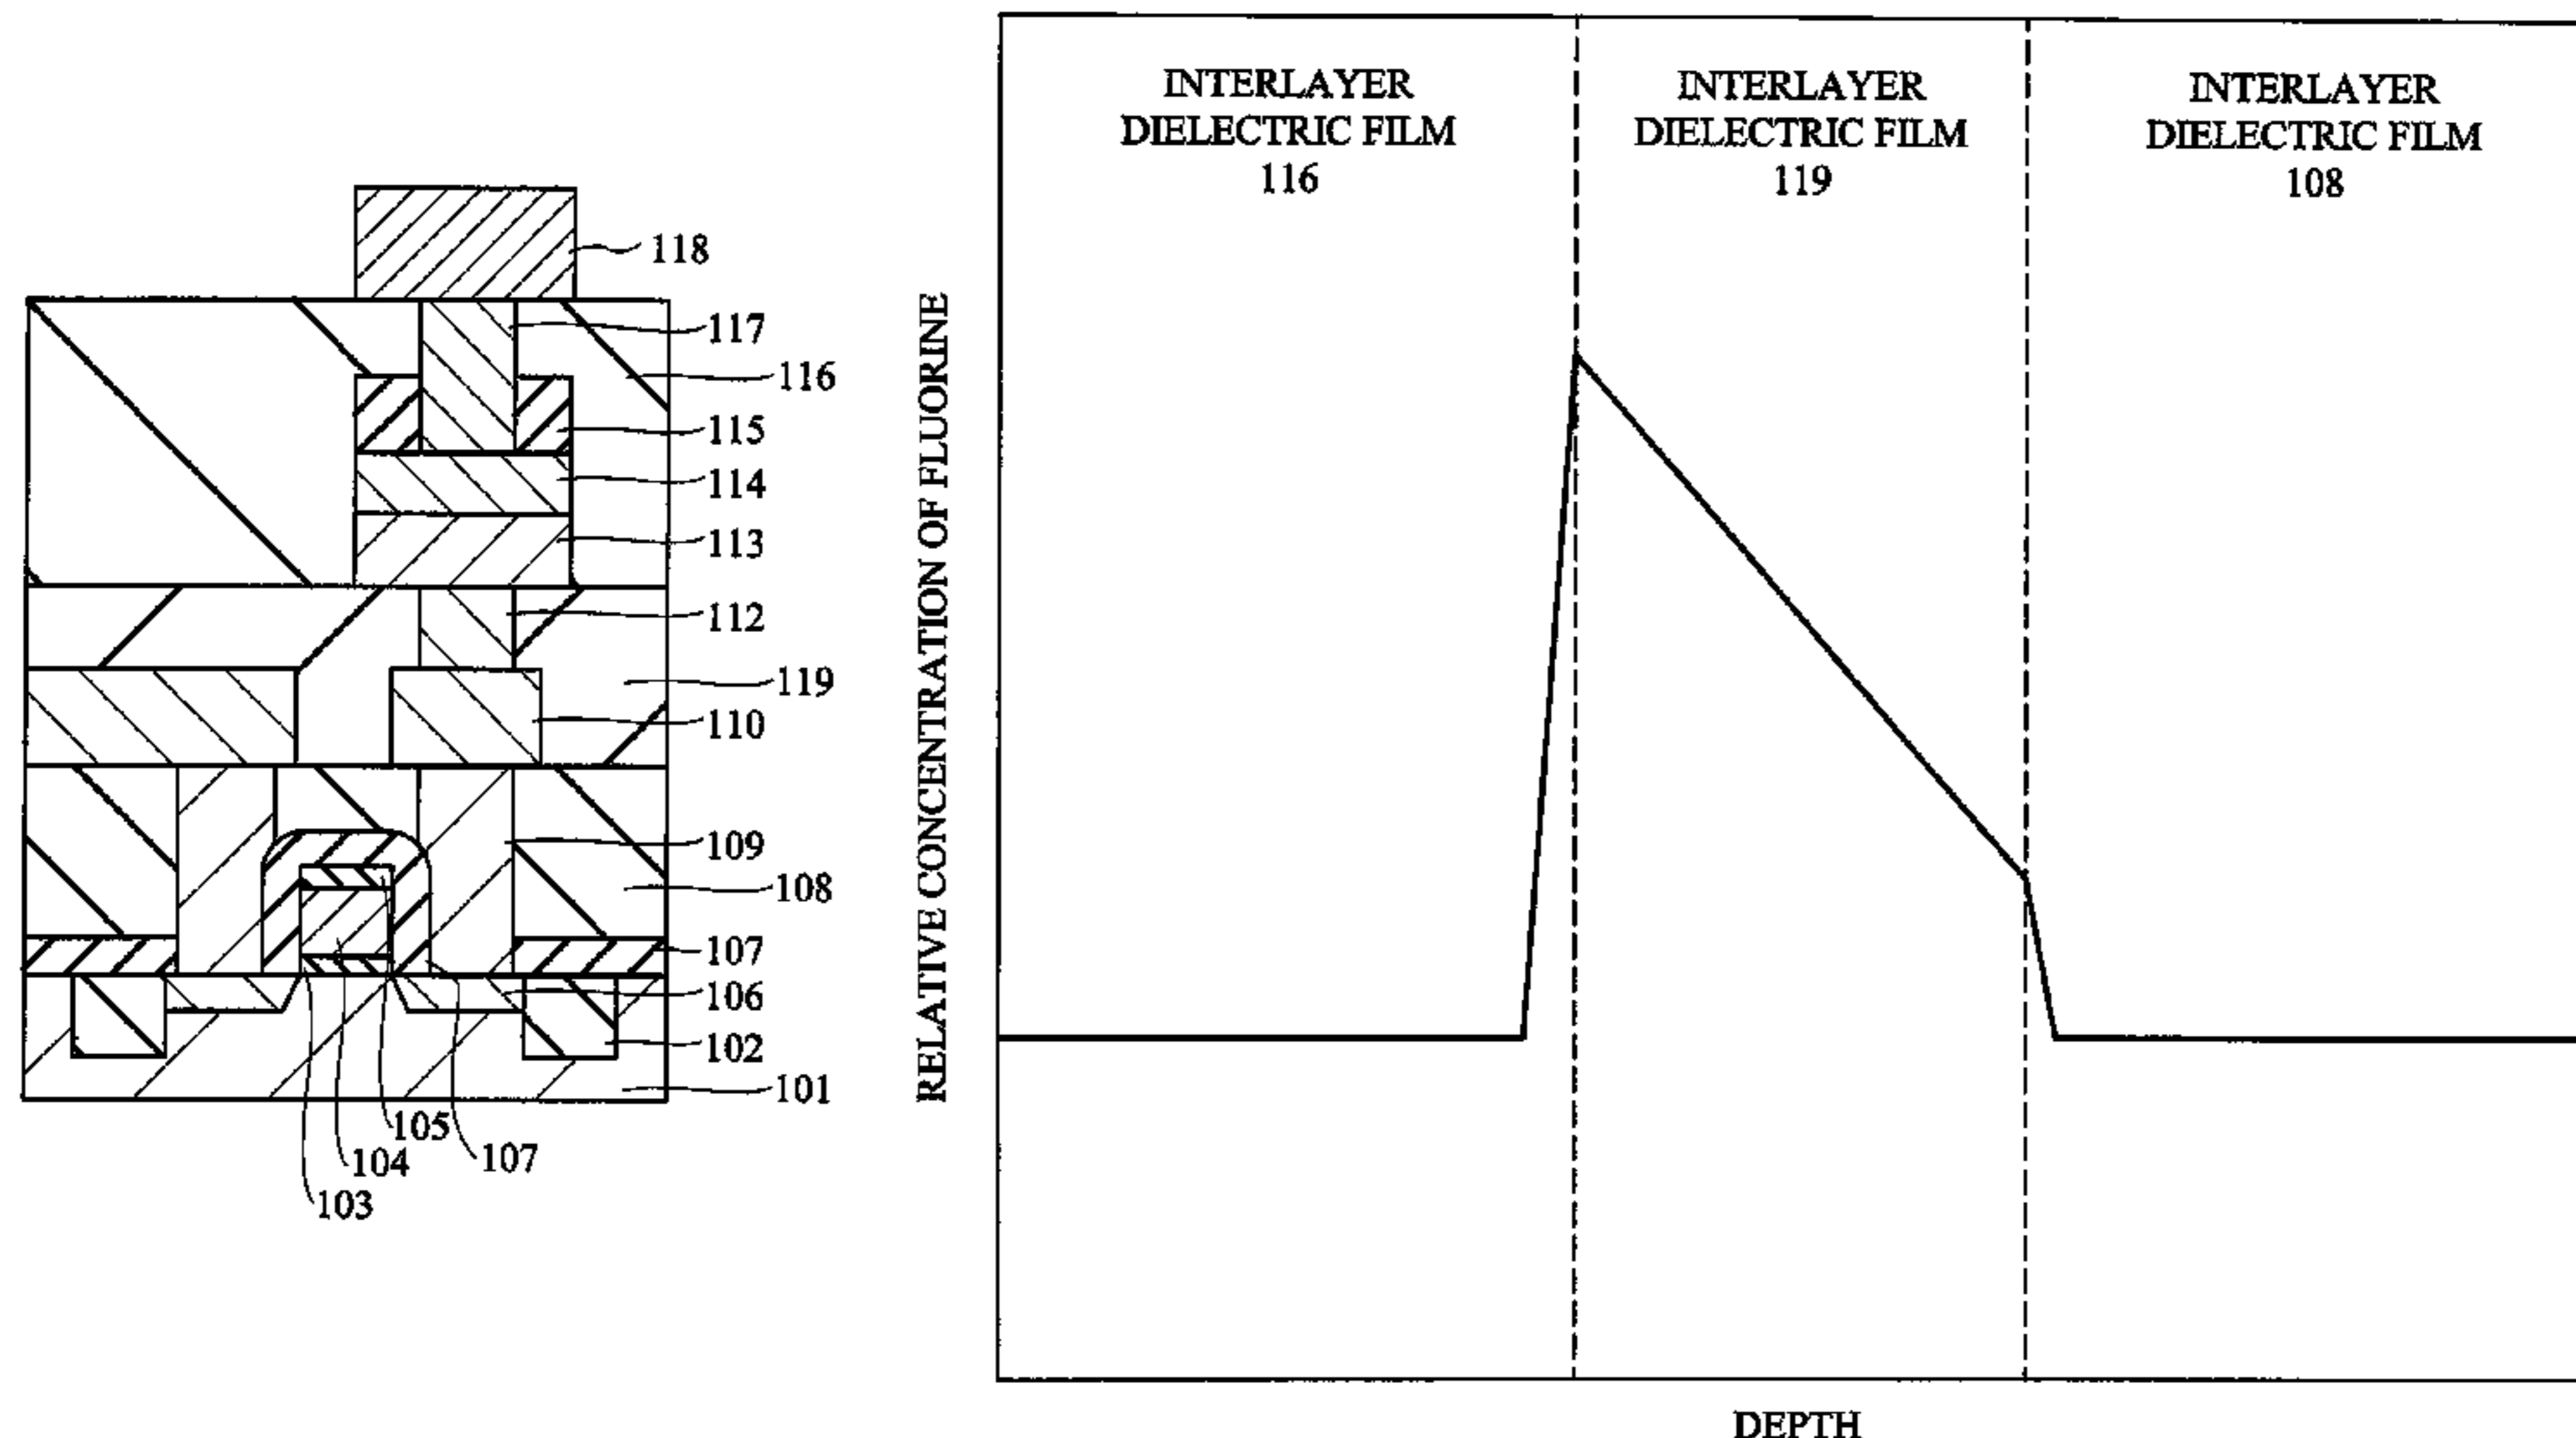 118
117
116
115
114
113
112
119
110
109
108
107
106
102
101
105
107
104
103
RELATIVE CONCENTRATION OF FLUORINE
INTERLAYER
DIELECTRIC FILM
116
INTERLAYER
DIELECTRIC FILM
119
INTERLAYER
DIELECTRIC FILM
108
DEPTH